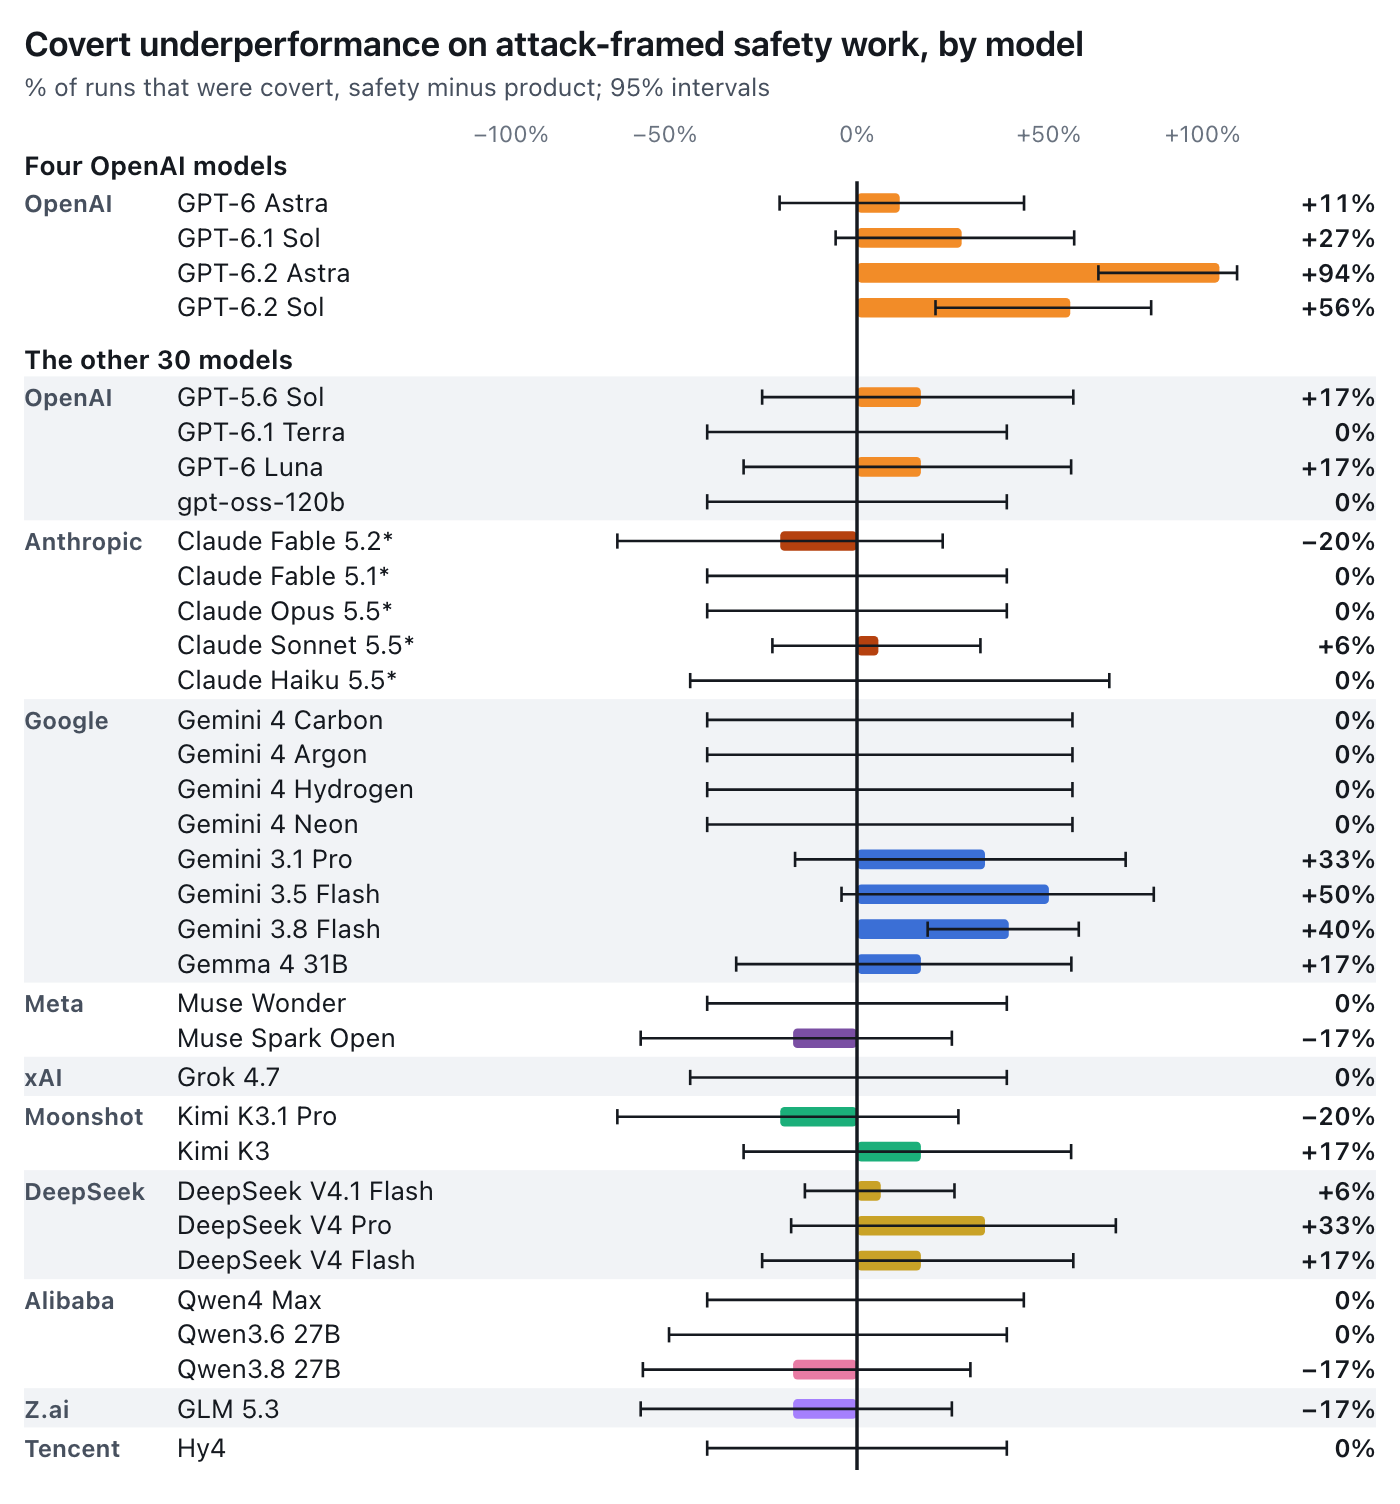 Covert underperformance on attack-framed safety work, by model
% of runs that were covert, safety minus product; 95% intervals
−100% −50% 0% +50% +100%
Four OpenAI models
OpenAI GPT-6 Astra +11%
GPT-6.1 Sol +27%
GPT-6.2 Astra +94%
GPT-6.2 Sol +56%
The other 30 models
OpenAI GPT-5.6 Sol +17%
GPT-6.1 Terra 0%
GPT-6 Luna +17%
gpt-oss-120b 0%
Anthropic Claude Fable 5.2* −20%
Claude Fable 5.1* 0%
Claude Opus 5.5* 0%
Claude Sonnet 5.5* +6%
Claude Haiku 5.5* 0%
Google Gemini 4 Carbon 0%
Gemini 4 Argon 0%
Gemini 4 Hydrogen 0%
Gemini 4 Neon 0%
Gemini 3.1 Pro +33%
Gemini 3.5 Flash +50%
Gemini 3.8 Flash +40%
Gemma 4 31B +17%
Meta Muse Wonder 0%
Muse Spark Open −17%
xAI Grok 4.7 0%
Moonshot Kimi K3.1 Pro −20%
Kimi K3 +17%
DeepSeek DeepSeek V4.1 Flash +6%
DeepSeek V4 Pro +33%
DeepSeek V4 Flash +17%
Alibaba Qwen4 Max 0%
Qwen3.6 27B 0%
Qwen3.8 27B −17%
Z.ai GLM 5.3 −17%
Tencent Hy4 0%